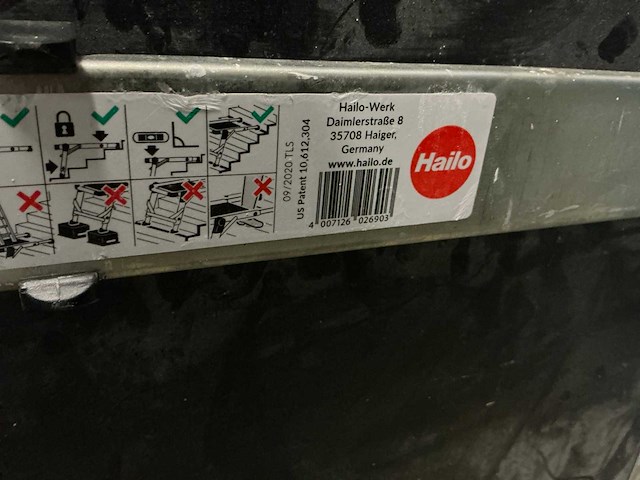 Hailo-Werk
Daimlerstraße 8
35708 Haiger,
Germany
www.hailo.de
09/2020 TLS
US Patent 10,612,304
4 007126 026903
Hailo